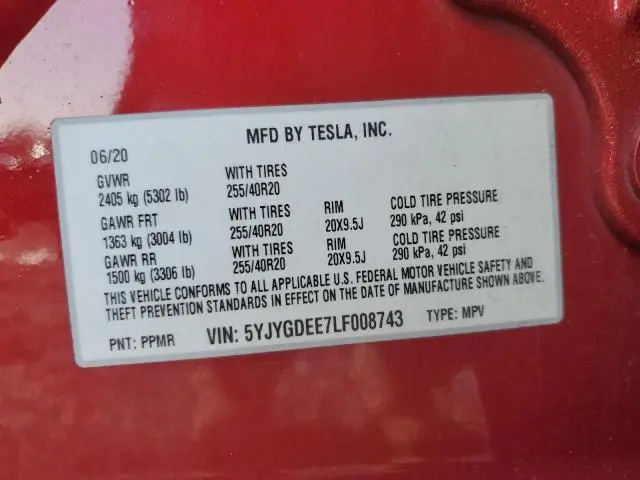 MFD BY TESLA, INC.
06/20
GVWR WITH TIRES
2405 kg (5302 lb) 255/40R20
GAWR FRT WITH TIRES RIM COLD TIRE PRESSURE
1363 kg (3004 lb) 255/40R20 20X9.5J 290 kPa, 42 psi
GAWR RR WITH TIRES RIM COLD TIRE PRESSURE
1500 kg (3306 lb) 255/40R20 20X9.5J 290 kPa, 42 psi
THIS VEHICLE CONFORMS TO ALL APPLICABLE U.S. FEDERAL MOTOR VEHICLE SAFETY AND
THEFT PREVENTION STANDARDS IN EFFECT ON THE DATE OF MANUFACTURE SHOWN ABOVE.
PNT: PPMR VIN: 5YJYGDEE7LF008743 TYPE: MPV